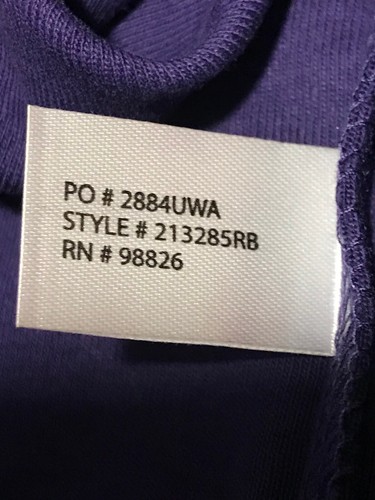 PO # 2884UWA
STYLE # 213285RB
RN # 98826